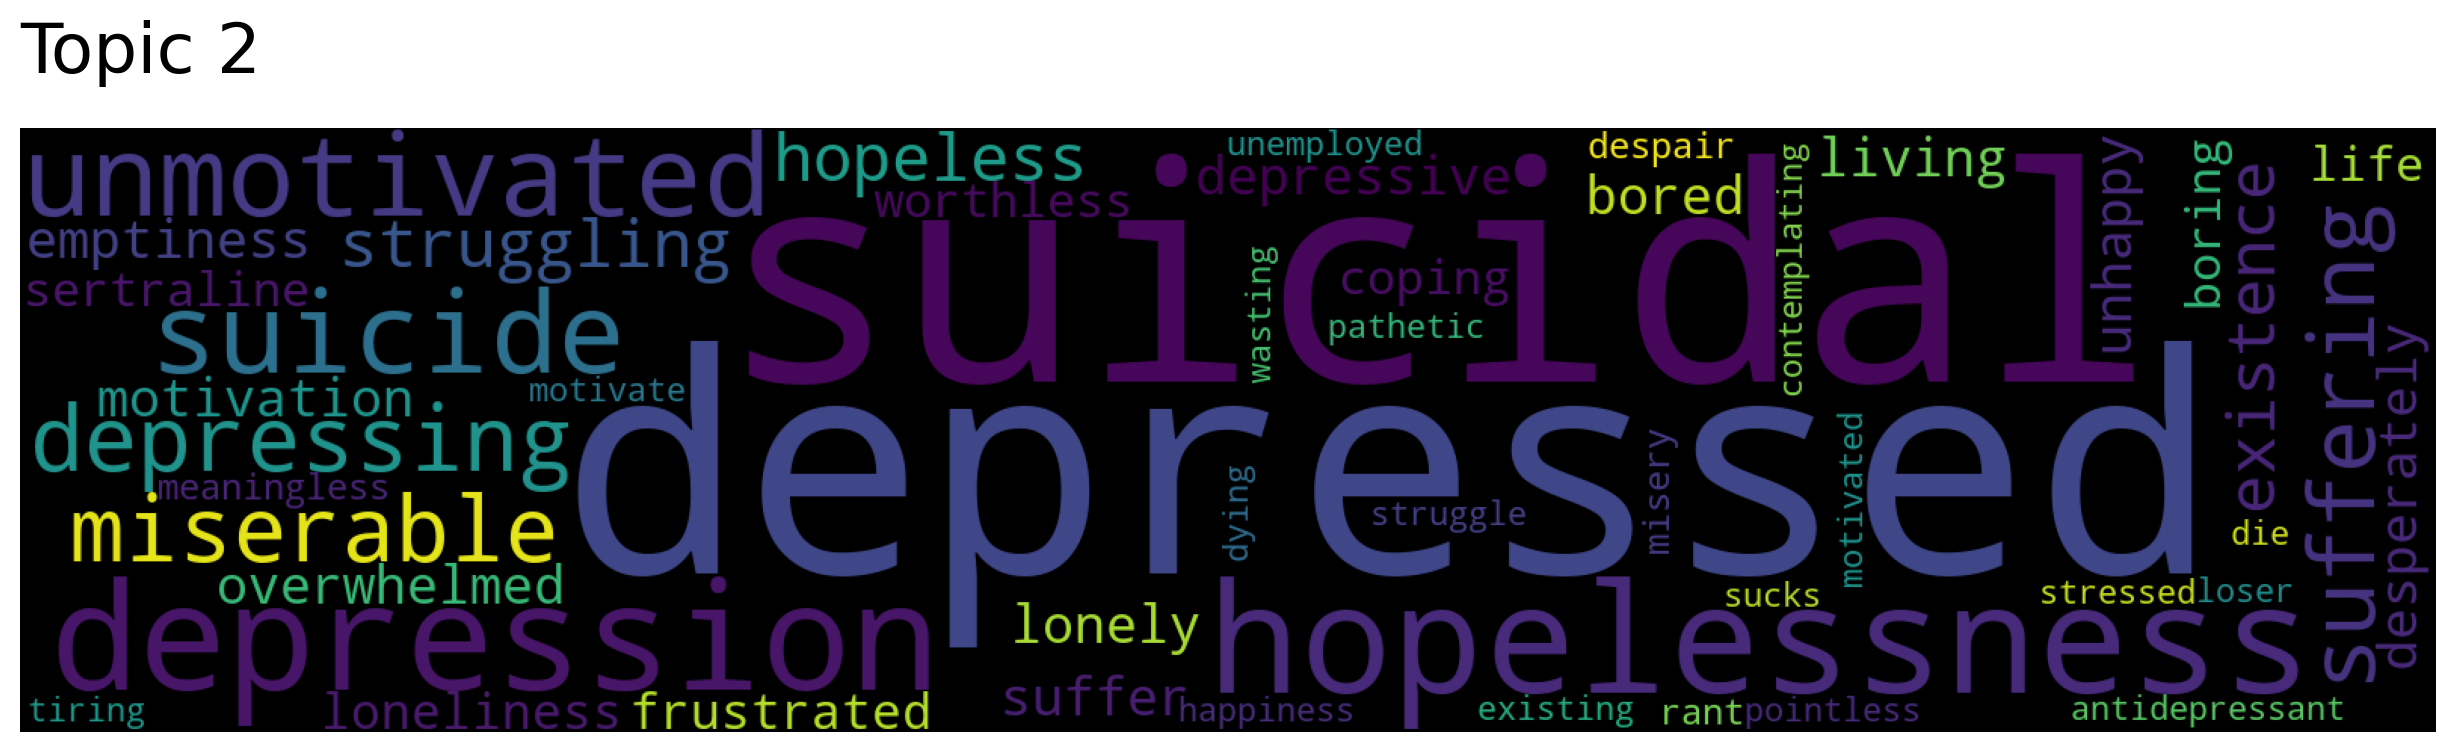 Topic 2
unmotivated
hopeless
unemployed
despair
living
life
worthless
depressive
bored
contemplating
unhappy
boring
emptiness
struggling
suicidal
existence
suffering
sertraline
suicide
wasting
coping
pathetic
desperately
motivation
motivate
depressing
depressed
meaningless
dying
struggle
misery
motivated
miserable
die
overwhelmed
sucks
stressed
loser
depression
lonely
hopelessness
tiring
loneliness
frustrated
suffer
happiness
existing
rant
pointless
antidepressant